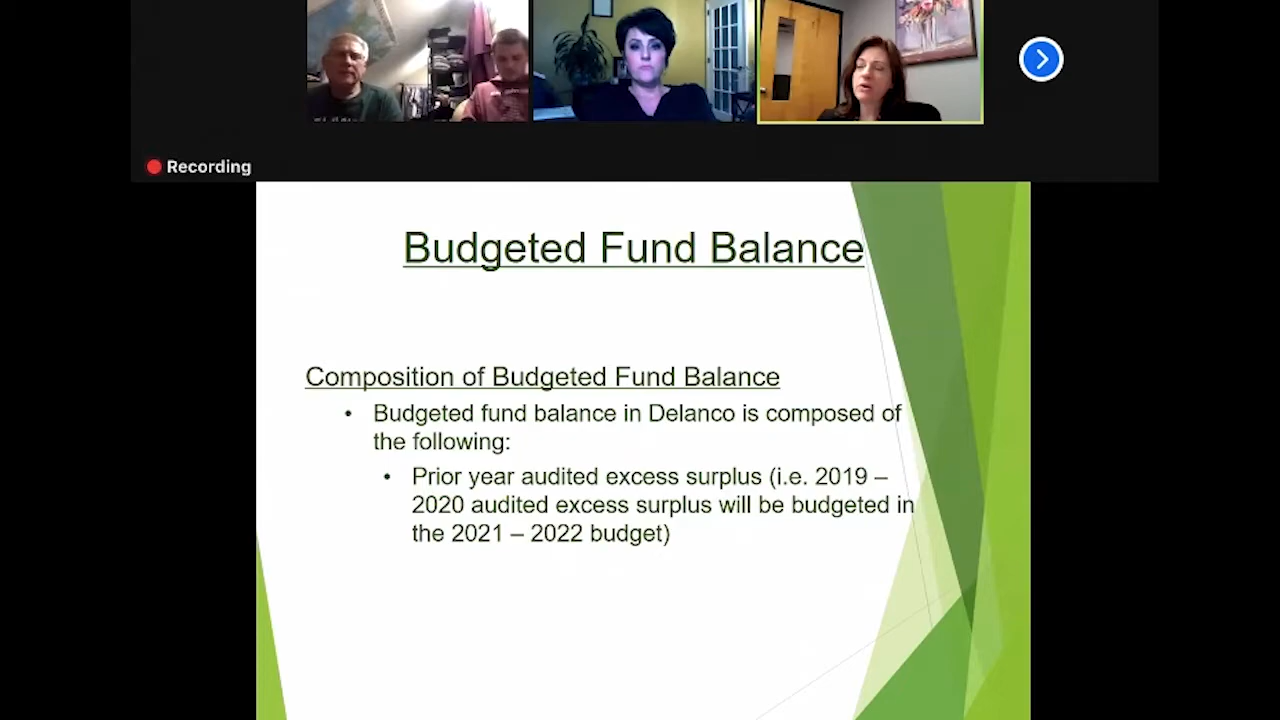 Recording
Budgeted Fund Balance
Composition of Budgeted Fund Balance
• Budgeted fund balance in Delanco is composed of
the following:
• Prior year audited excess surplus (i.e. 2019 –
2020 audited excess surplus will be budgeted in
the 2021 – 2022 budget)